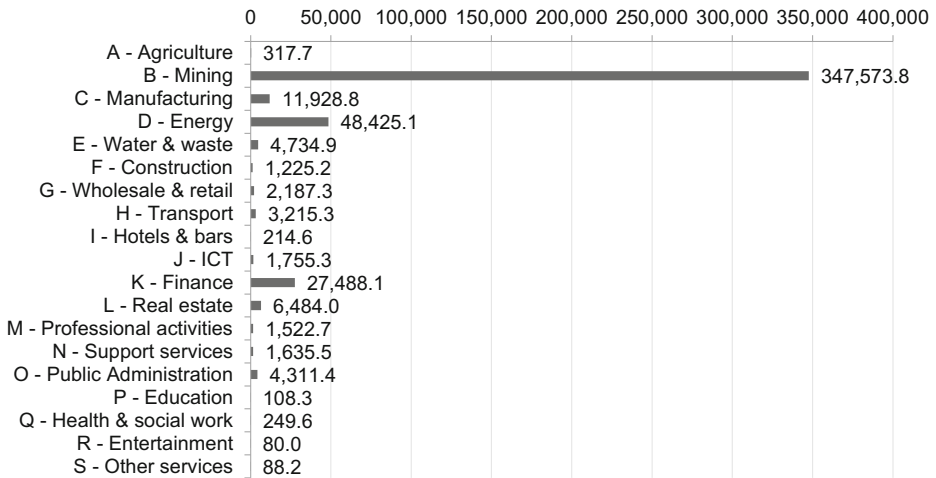 0 50,000 100,000 150,000 200,000 250,000 300,000 350,000 400,000
A - Agriculture 317.7
B - Mining 347,573.8
C - Manufacturing 11,928.8
D - Energy 48,425.1
E - Water & waste 4,734.9
F - Construction 1,225.2
G - Wholesale & retail 2,187.3
H - Transport 3,215.3
I - Hotels & bars 214.6
J - ICT 1,755.3
K - Finance 27,488.1
L - Real estate 6,484.0
M - Professional activities 1,522.7
N - Support services 1,635.5
O - Public Administration 4,311.4
P - Education 108.3
Q - Health & social work 249.6
R - Entertainment 80.0
S - Other services 88.2